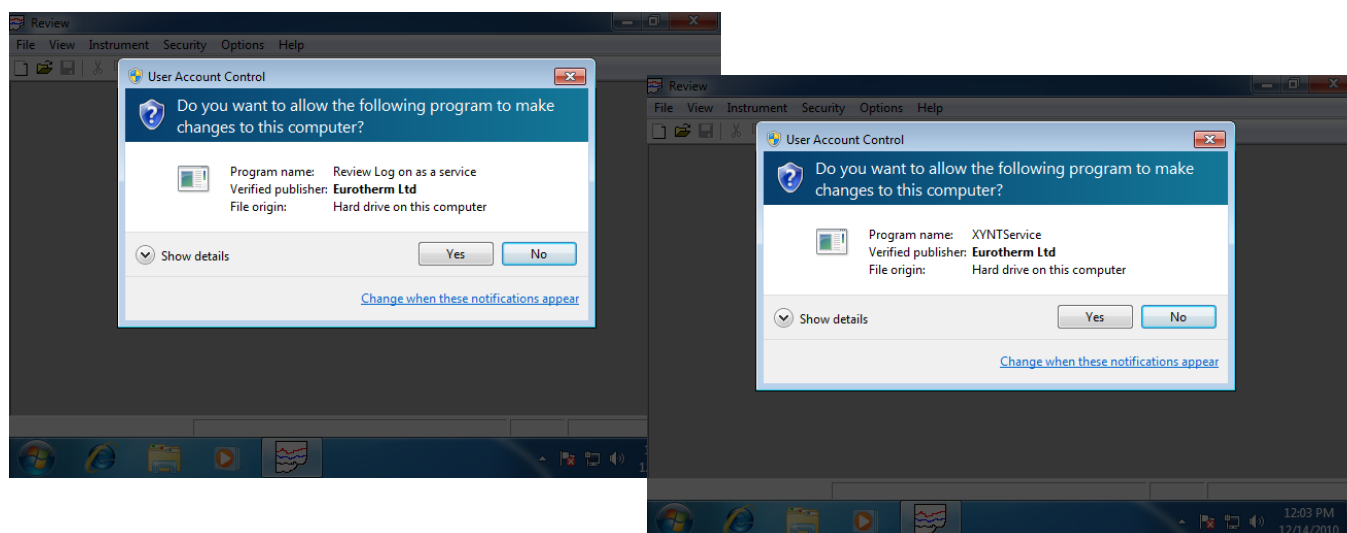 Review
File View Instrument Security Options Help
User Account Control
Do you want to allow the following program to make
changes to this computer?
Program name: Review Log on as a service
Verified publisher: Eurotherm Ltd
File origin: Hard drive on this computer
Show details
Yes
No
Change when these notifications appear
Review
File View Instrument Security Options Help
User Account Control
Do you want to allow the following program to make
changes to this computer?
Program name: XYNTService
Verified publisher: Eurotherm Ltd
File origin: Hard drive on this computer
Show details
Yes
No
Change when these notifications appear
12:03 PM
12/14/2010